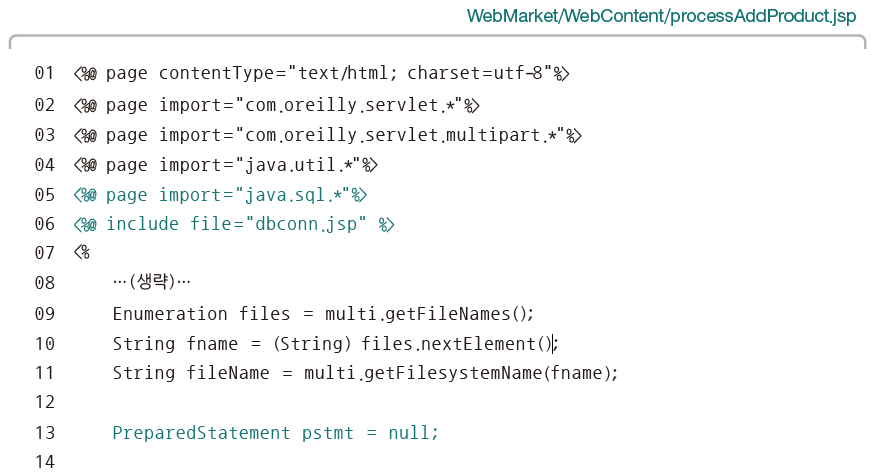 WebMarket/WebContent/processAddProduct.jsp
01 <%@ page contentType="text/html; charset=utf-8"%>
02 <%@ page import="com.oreilly.servlet.*"%>
03 <%@ page import="com.oreilly.servlet.multipart.*"%>
04 <%@ page import="java.util.*"%>
05 <%@ page import="java.sql.*"%>
06 <%@ include file="dbconn.jsp" %>
07 <%
08 …(생략)…
09 Enumeration files = multi.getFileNames();
10 String fname = (String) files.nextElement();
11 String fileName = multi.getFilesystemName(fname);
12
13 PreparedStatement pstmt = null;
14